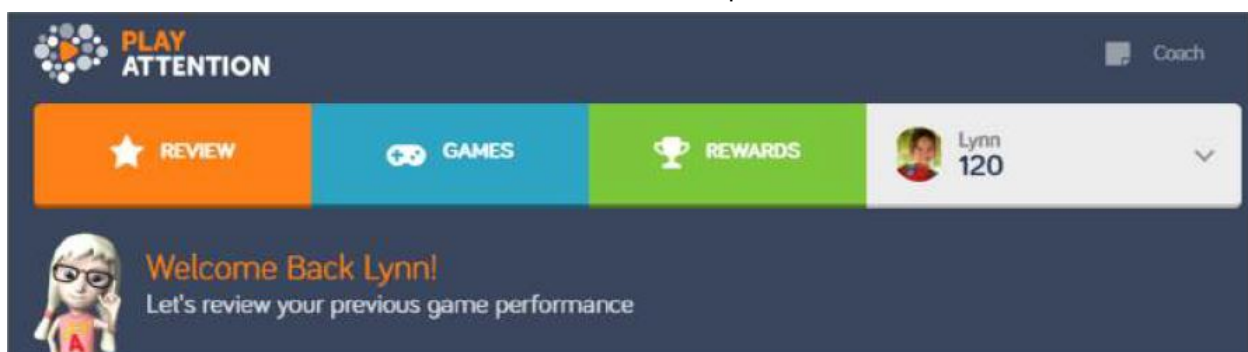 PLAY
ATTENTION
Coach
REVIEW
GAMES
REWARDS
Lynn
120
Welcome Back Lynn!
Let's review your previous game performance
A